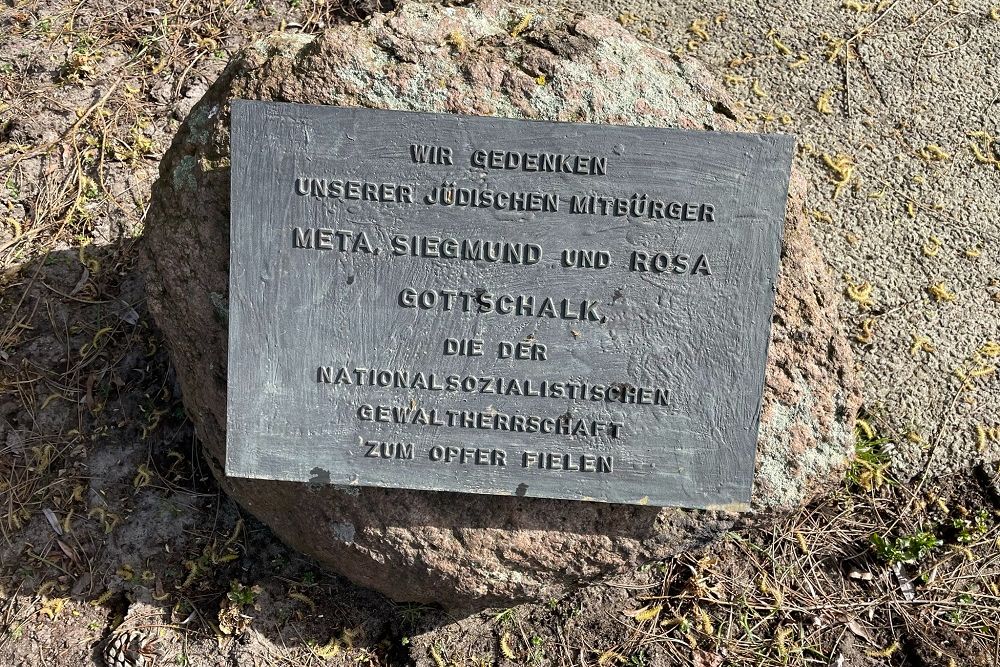 WIR GEDENKEN
UNSERER JÜDISCHEN MITBÜRGER
META, SIEGMUND UND ROSA
GOTTSCHALK,
DIE DER
NATIONALSOZIALISTISCHEN
GEWALTHERRSCHAFT
ZUM OPFER FIELEN